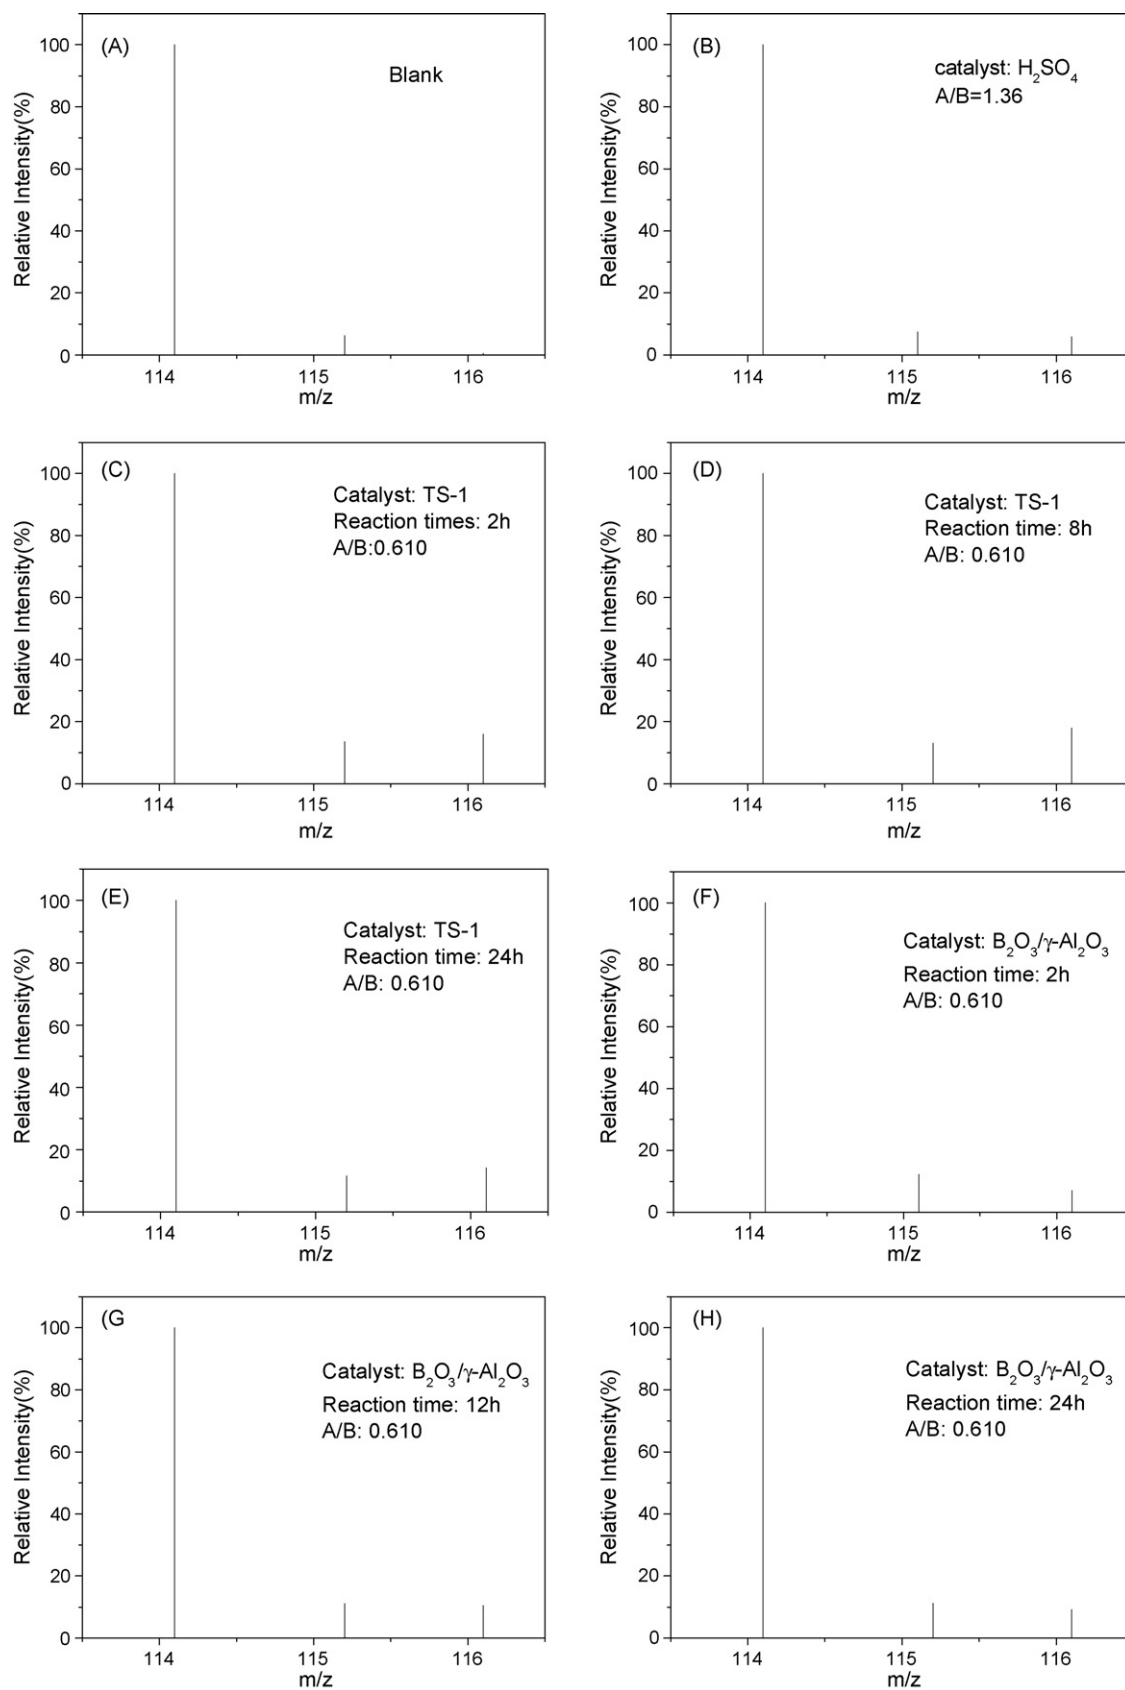 (A)
Blank
Relative Intensity(%)
100
80
60
40
20
0
114
115
116
m/z
(B)
catalyst: H₂SO₄
A/B=1.36
Relative Intensity(%)
100
80
60
40
20
0
114
115
116
m/z
(C)
Catalyst: TS-1
Reaction times: 2h
A/B:0.610
Relative Intensity(%)
100
80
60
40
20
0
114
115
116
m/z
(D)
Catalyst: TS-1
Reaction time: 8h
A/B: 0.610
Relative Intensity(%)
100
80
60
40
20
0
114
115
116
m/z
(E)
Catalyst: TS-1
Reaction time: 24h
A/B: 0.610
Relative Intensity(%)
100
80
60
40
20
0
114
115
116
m/z
(F)
Catalyst: B₂O₃/γ-Al₂O₃
Reaction time: 2h
A/B: 0.610
Relative Intensity(%)
100
80
60
40
20
0
114
115
116
m/z
(G
Catalyst: B₂O₃/γ-Al₂O₃
Reaction time: 12h
A/B: 0.610
Relative Intensity(%)
100
80
60
40
20
0
114
115
116
m/z
(H)
Catalyst: B₂O₃/γ-Al₂O₃
Reaction time: 24h
A/B: 0.610
Relative Intensity(%)
100
80
60
40
20
0
114
115
116
m/z